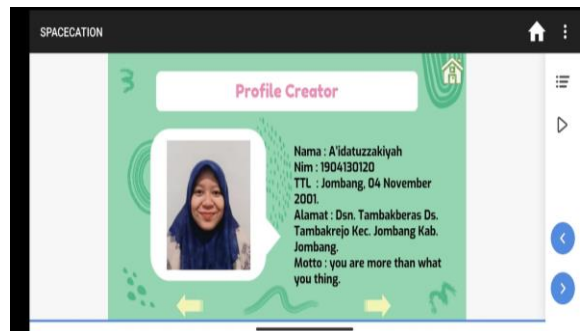 SPACECATION
Profile Creator
Nama : A'idatuzzakiyah
Nim : 1904130120
TTL : Jombang, 04 November
2001.
Alamat : Dsn. Tambakberas Ds.
Tambakrejo Kec. Jombang Kab.
Jombang.
Motto : you are more than what
you thing.